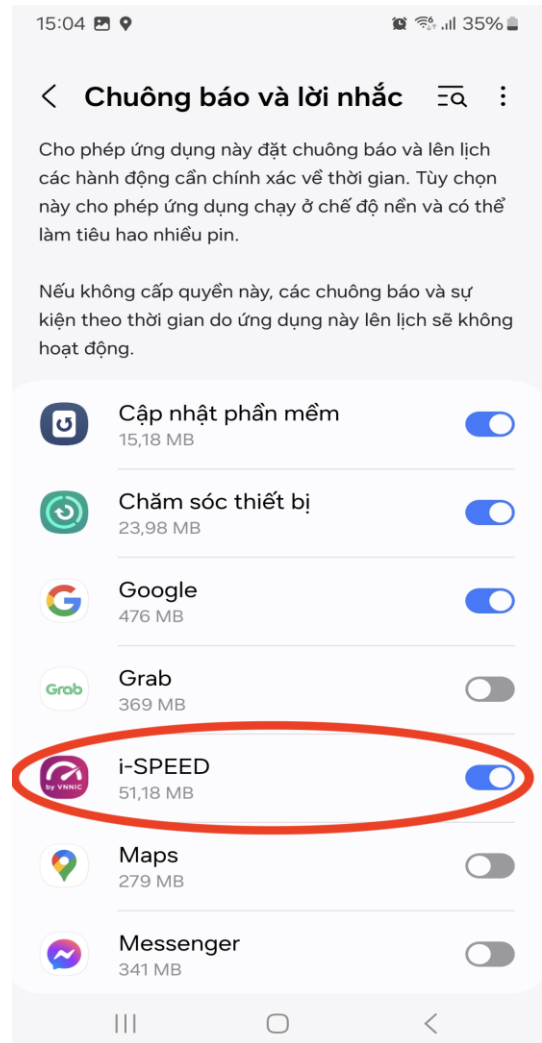 15:04 35%
Chuông báo và lời nhắc
Cho phép ứng dụng này đặt chuông báo và lên lịch
các hành động cần chính xác về thời gian. Tùy chọn
này cho phép ứng dụng chạy ở chế độ nền và có thể
làm tiêu hao nhiều pin.
Nếu không cấp quyền này, các chuông báo và sự
kiện theo thời gian do ứng dụng này lên lịch sẽ không
hoạt động.
Cập nhật phần mềm
15,18 MB
Chăm sóc thiết bị
23,98 MB
Google
476 MB
Grab
Grab
369 MB
i-SPEED
by VNNIC
51,18 MB
Maps
279 MB
Messenger
341 MB